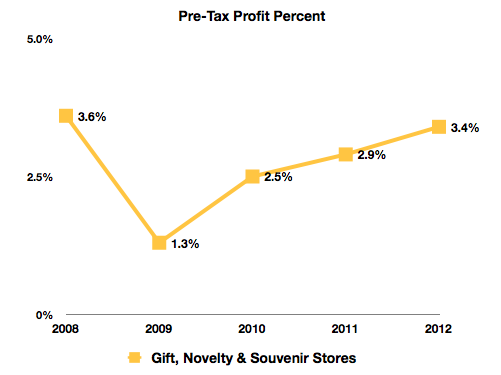 Pre-Tax Profit Percent
5.0%
3.6%
3.4%
2.9%
2.5%
2.5%
1.3%
0%
2008 2009 2010 2011 2012
Gift, Novelty & Souvenir Stores